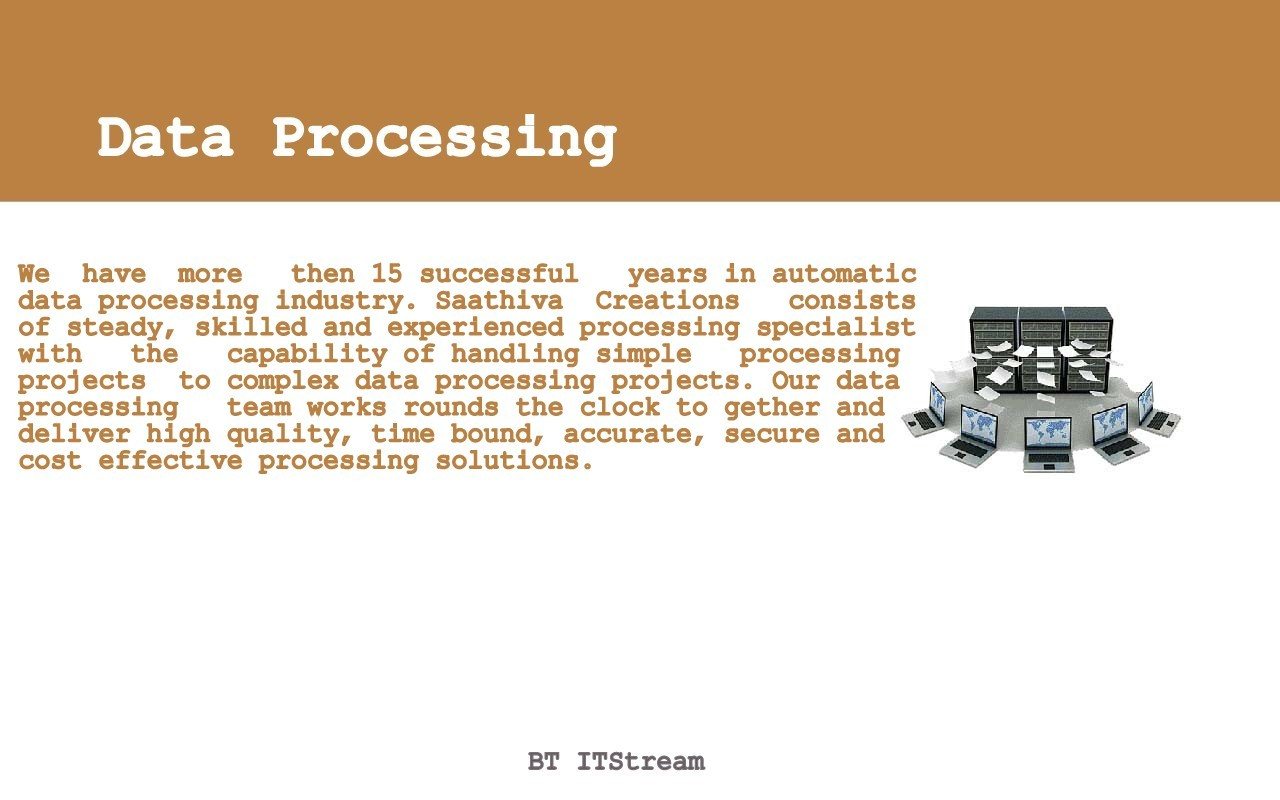 Data Processing
We have more then 15 successful years in automatic
data processing industry. Saathiva Creations consists
of steady, skilled and experienced processing specialist
with the capability of handling simple processing
projects to complex data processing projects. Our data
processing team works rounds the clock to gether and
deliver high quality, time bound, accurate, secure and
cost effective processing solutions.
BT ITStream